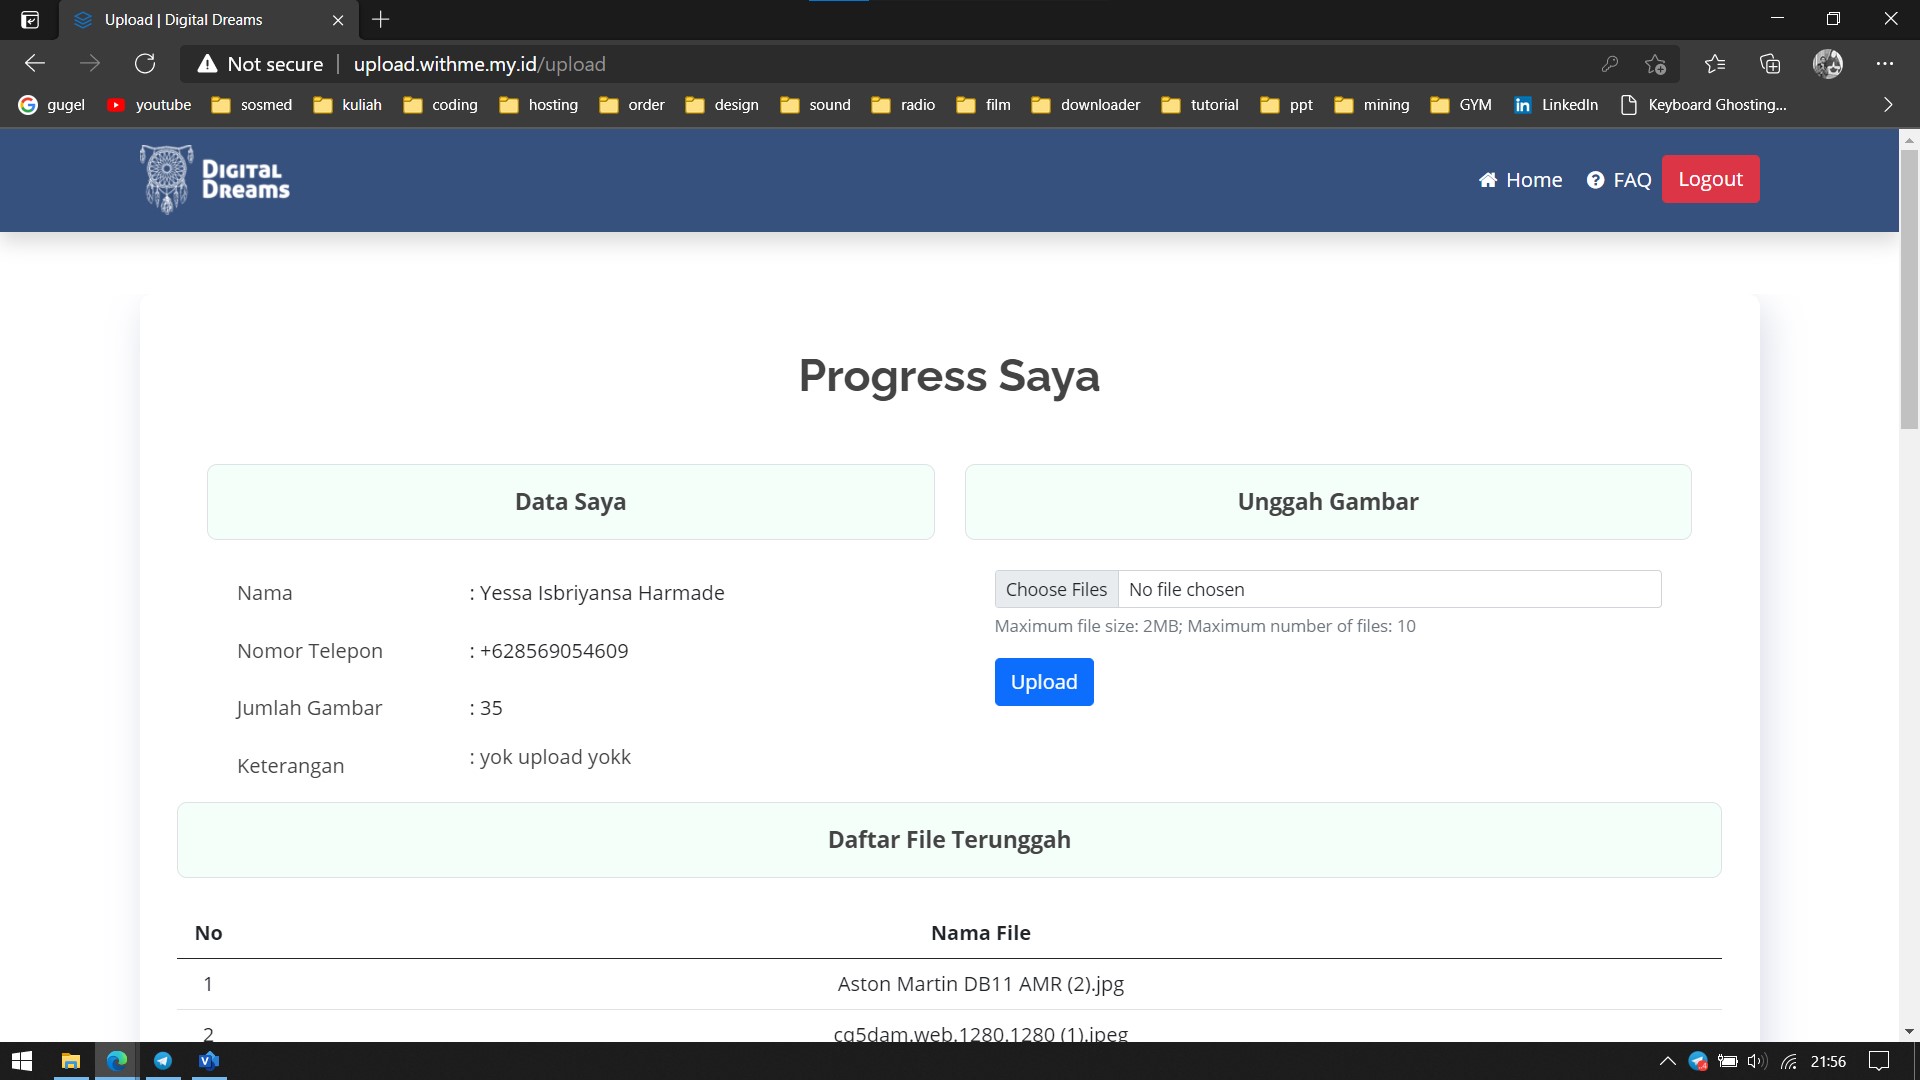 Upload | Digital Dreams
Not secure | upload.withme.my.id/upload
gugel youtube sosmed kuliah coding hosting order design sound radio film downloader tutorial ppt mining GYM LinkedIn Keyboard Ghosting...
DIGITAL DReams
Home FAQ Logout
Progress Saya
Data Saya
Unggah Gambar
Nama : Yessa Isbriyansa Harmade
Nomor Telepon : +628569054609
Jumlah Gambar : 35
Keterangan : yok upload yokk
Choose Files No file chosen
Maximum file size: 2MB; Maximum number of files: 10
Upload
Daftar File Terunggah
No Nama File
1 Aston Martin DB11 AMR (2).jpg
2 cq5dam.web.1280.1280 (1).jpeg
21:56